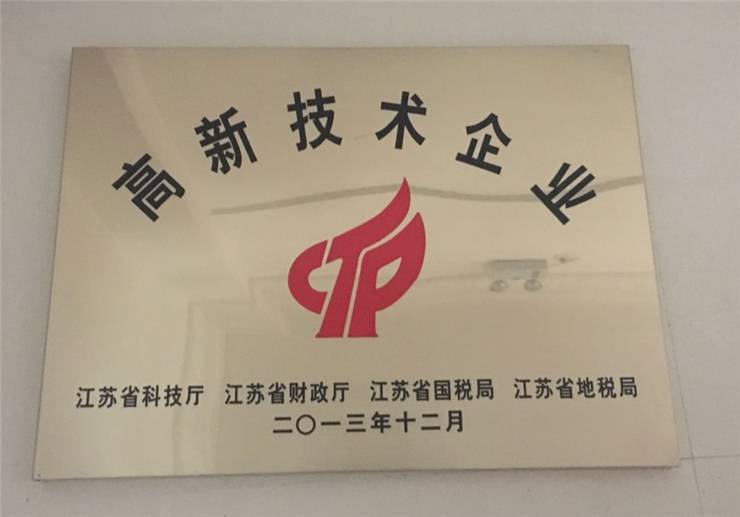 高新技术企业
CTP
江苏省科技厅 江苏省财政厅 江苏省国税局 江苏省地税局
二〇一三年十二月